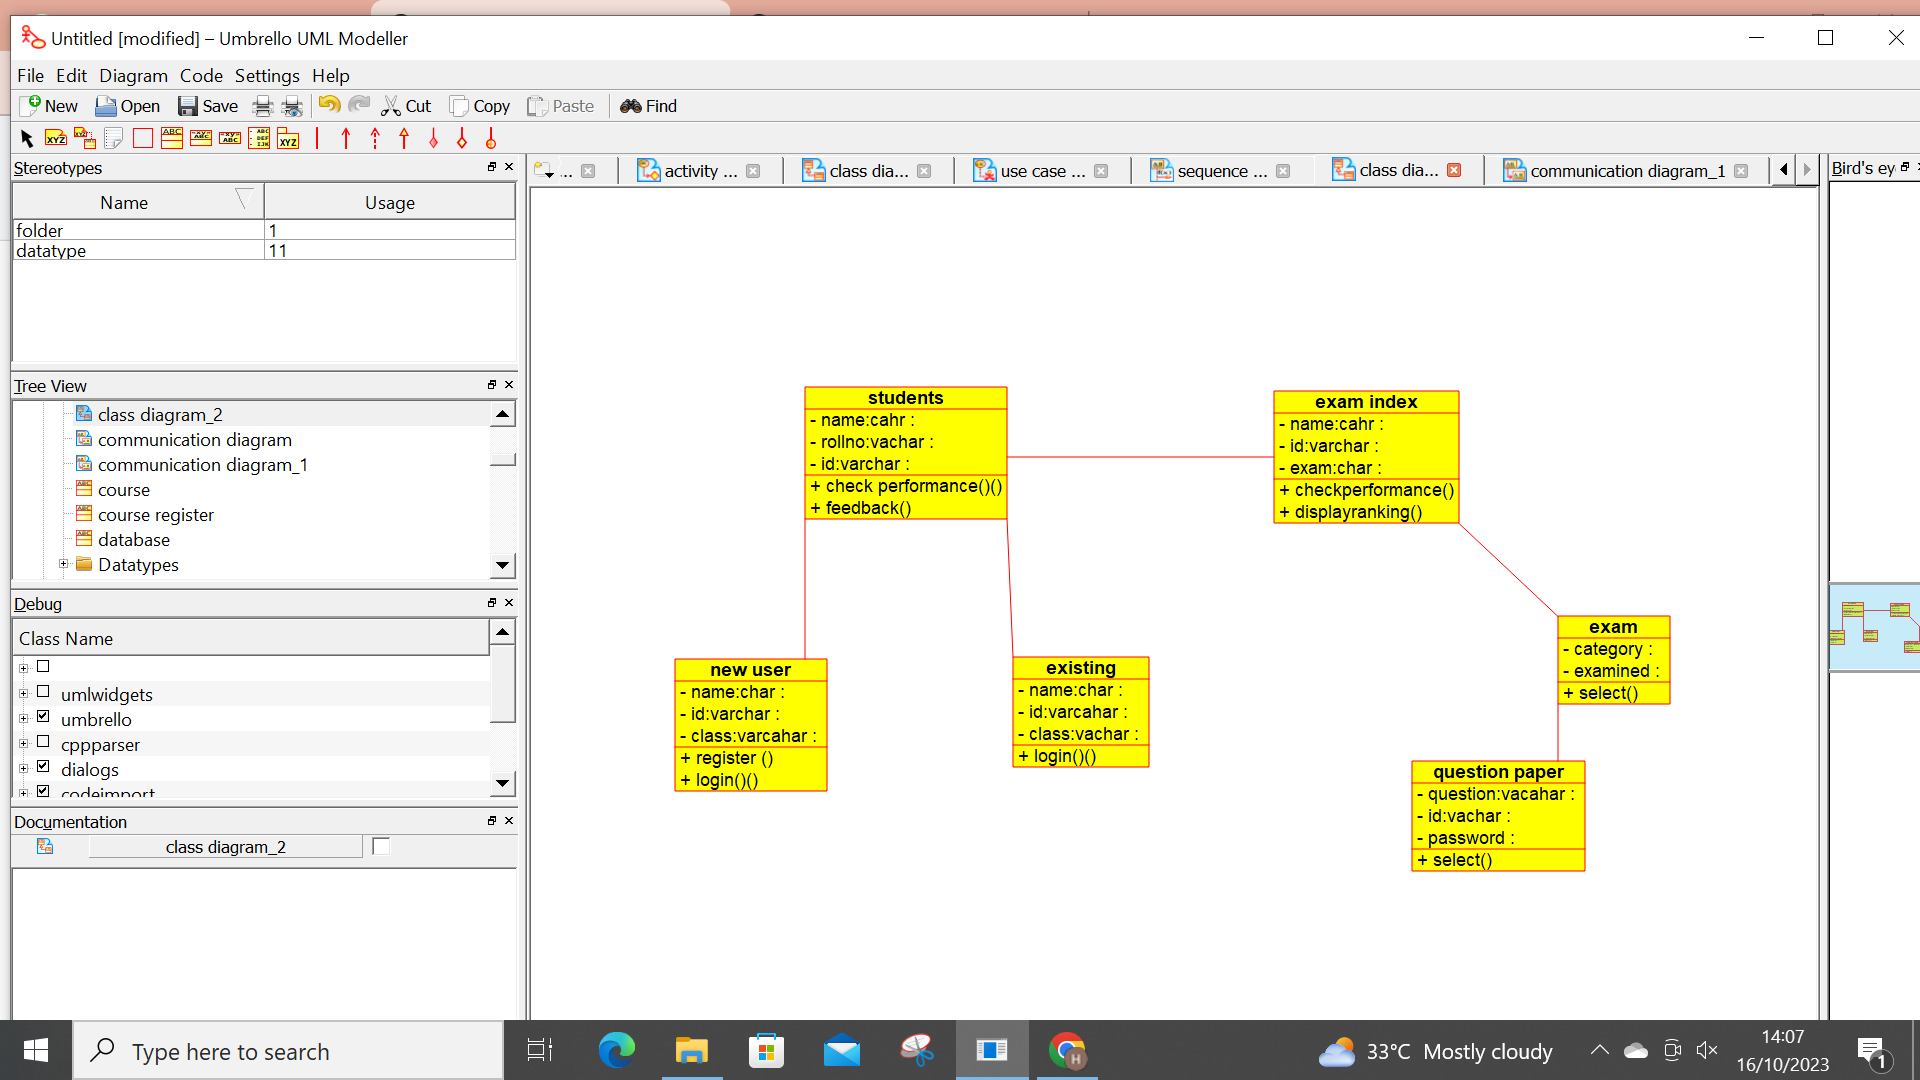 Untitled [modified] – Umbrello UML Modeller
File Edit Diagram Code Settings Help
New Open Save Cut Copy Paste Find
Stereotypes
Name Usage
folder 1
datatype 11
Tree View
class diagram_2
communication diagram
communication diagram_1
course
course register
database
Datatypes
Debug
Class Name
umlwidgets
umbrello
cppparser
dialogs
codeimport
Documentation
class diagram_2
... activity ... class dia... use case ... sequence ... class dia... communication diagram_1
Bird's ey
students
- name:cahr :
- rollno:vachar :
- id:varchar :
+ check performance()()
+ feedback()
exam index
- name:cahr :
- id:varchar :
- exam:char :
+ checkperformance()
+ displayranking()
new user
- name:char :
- id:varchar :
- class:varcahar :
+ register ()
+ login()()
existing
- name:char :
- id:varcahar :
- class:vachar :
+ login()()
exam
- category :
- examined :
+ select()
question paper
- question:vacahar :
- id:vachar :
- password :
+ select()
Type here to search
33°C Mostly cloudy
14:07
16/10/2023
1